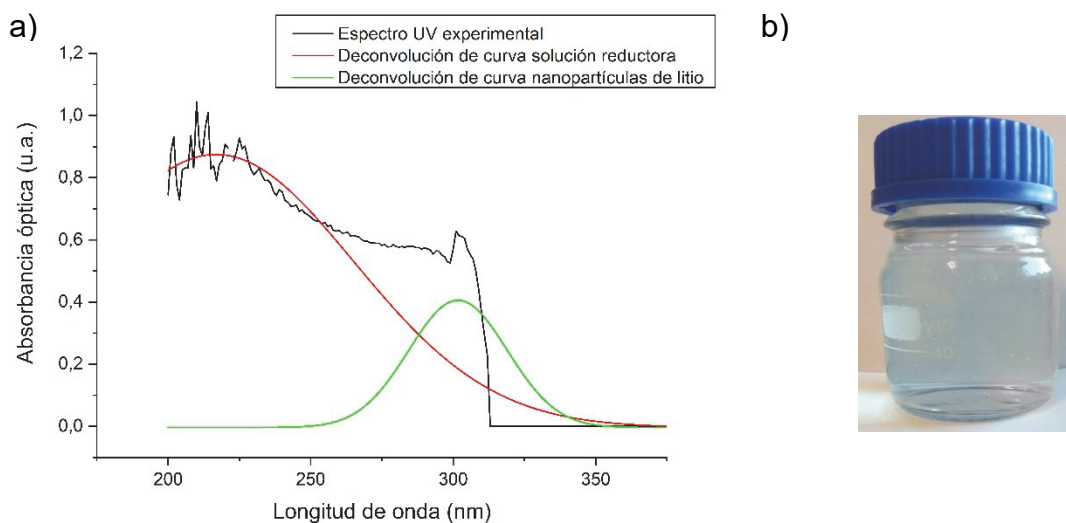 a)
b)
Espectro UV experimental
Deconvolución de curva solución reductora
Deconvolución de curva nanopartículas de litio
Absorbancia óptica (u.a.)
1,2
1,0
0,8
0,6
0,4
0,2
0,0
200
250
300
350
Longitud de onda (nm)
40